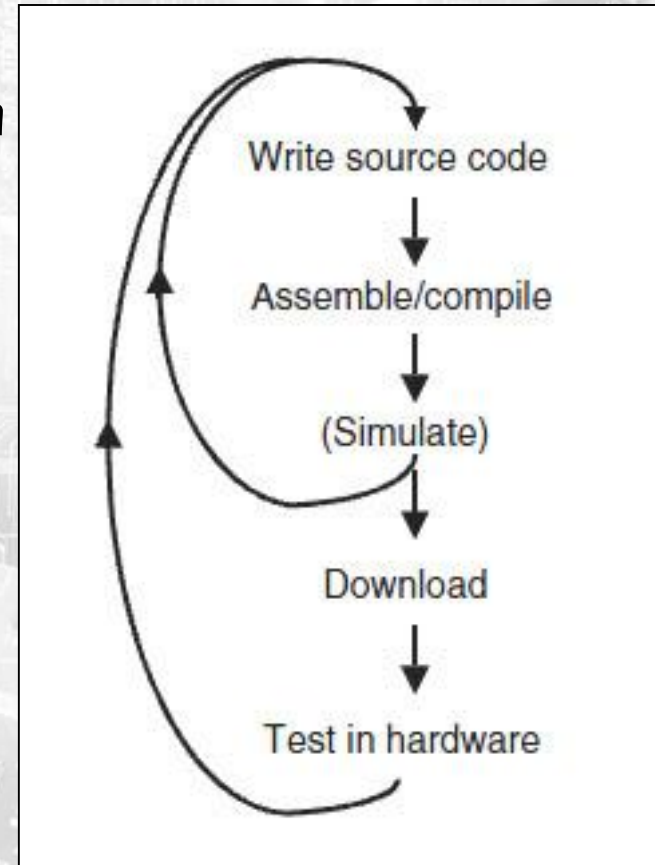 Write source code
Assemble/compile
(Simulate)
Download
Test in hardware